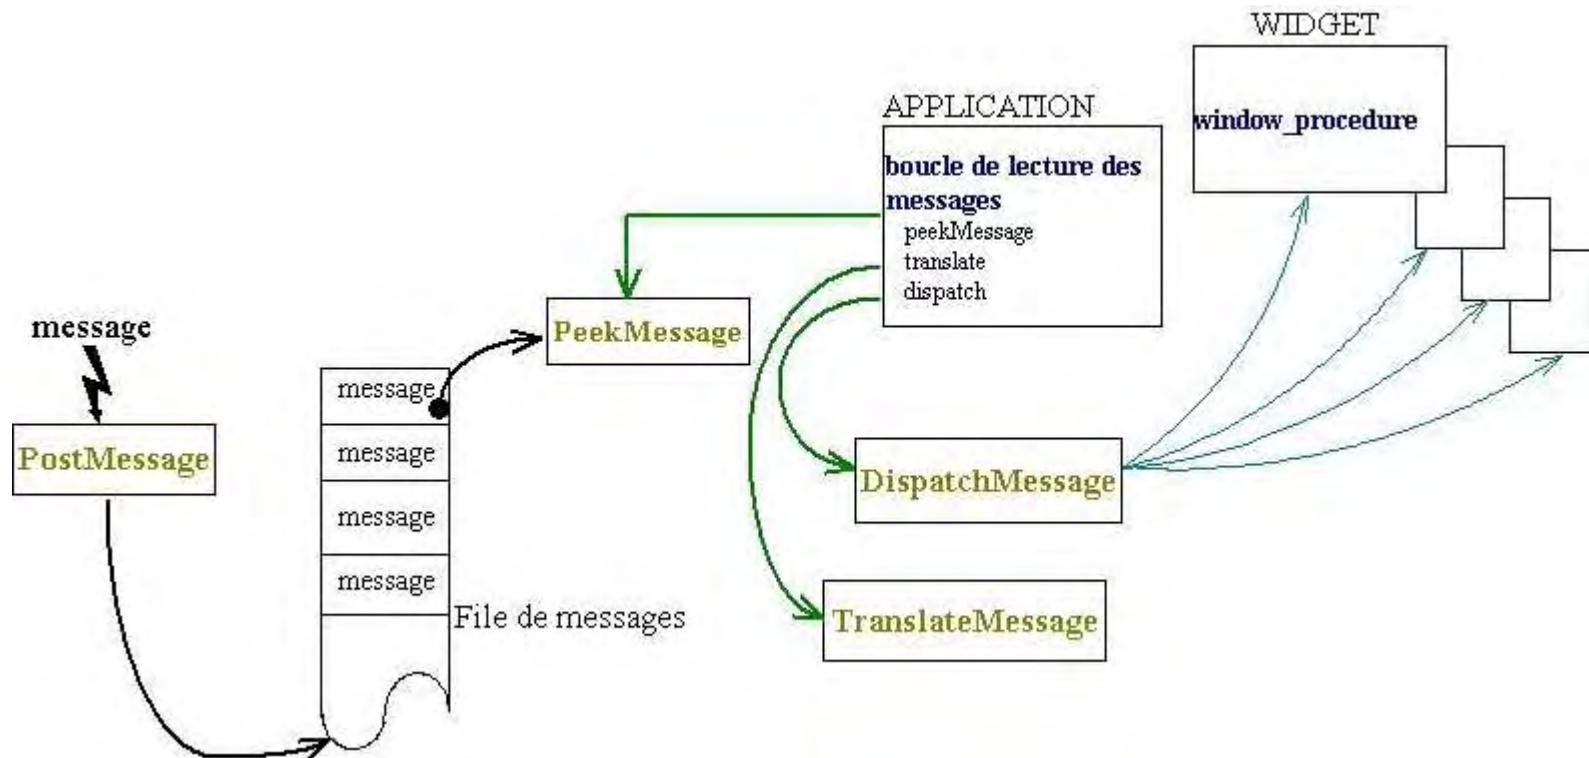 WIDGET
window_procedure
APPLICATION
boucle de lecture des
messages
peekMessage
translate
dispatch
message
PostMessage
PeekMessage
message
message
message
message
File de messages
DispatchMessage
TranslateMessage